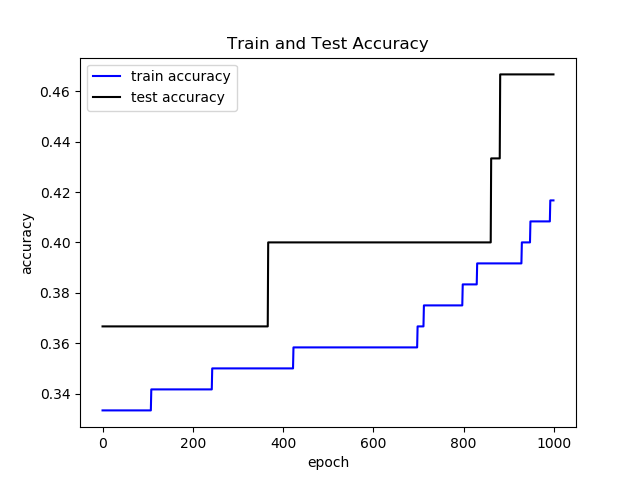 Train and Test Accuracy
train accuracy
test accuracy
0.46
0.44
0.42
0.40
0.38
0.36
0.34
accuracy
0 200 400 600 800 1000
epoch